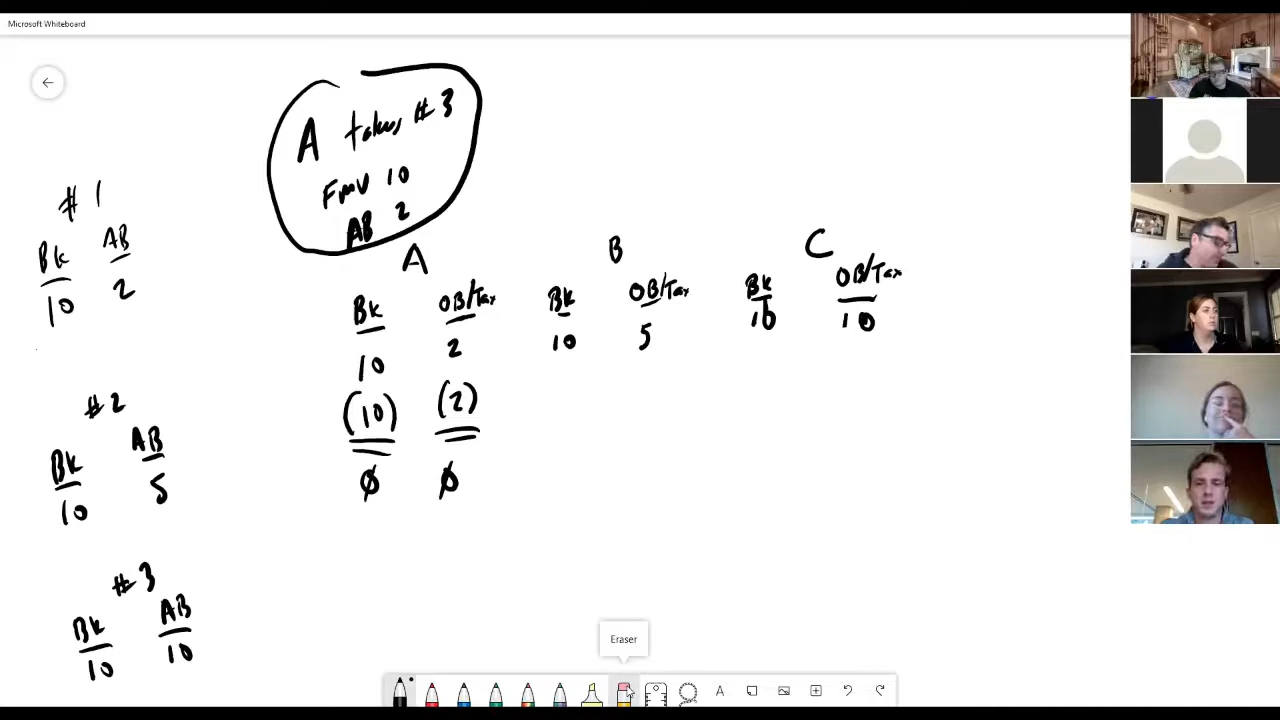 Microsoft Whiteboard
A takes #3
FMV 10
AB 2
#1
Bk AB
10 2
#2
Bk AB
10 5
#3
Bk AB
10 10
A
Bk OB/Tax
10 2
(10) (2)
Ø Ø
B
Bk OB/Tax
10 5
C
Bk OB/Tax
10 10
Eraser
A